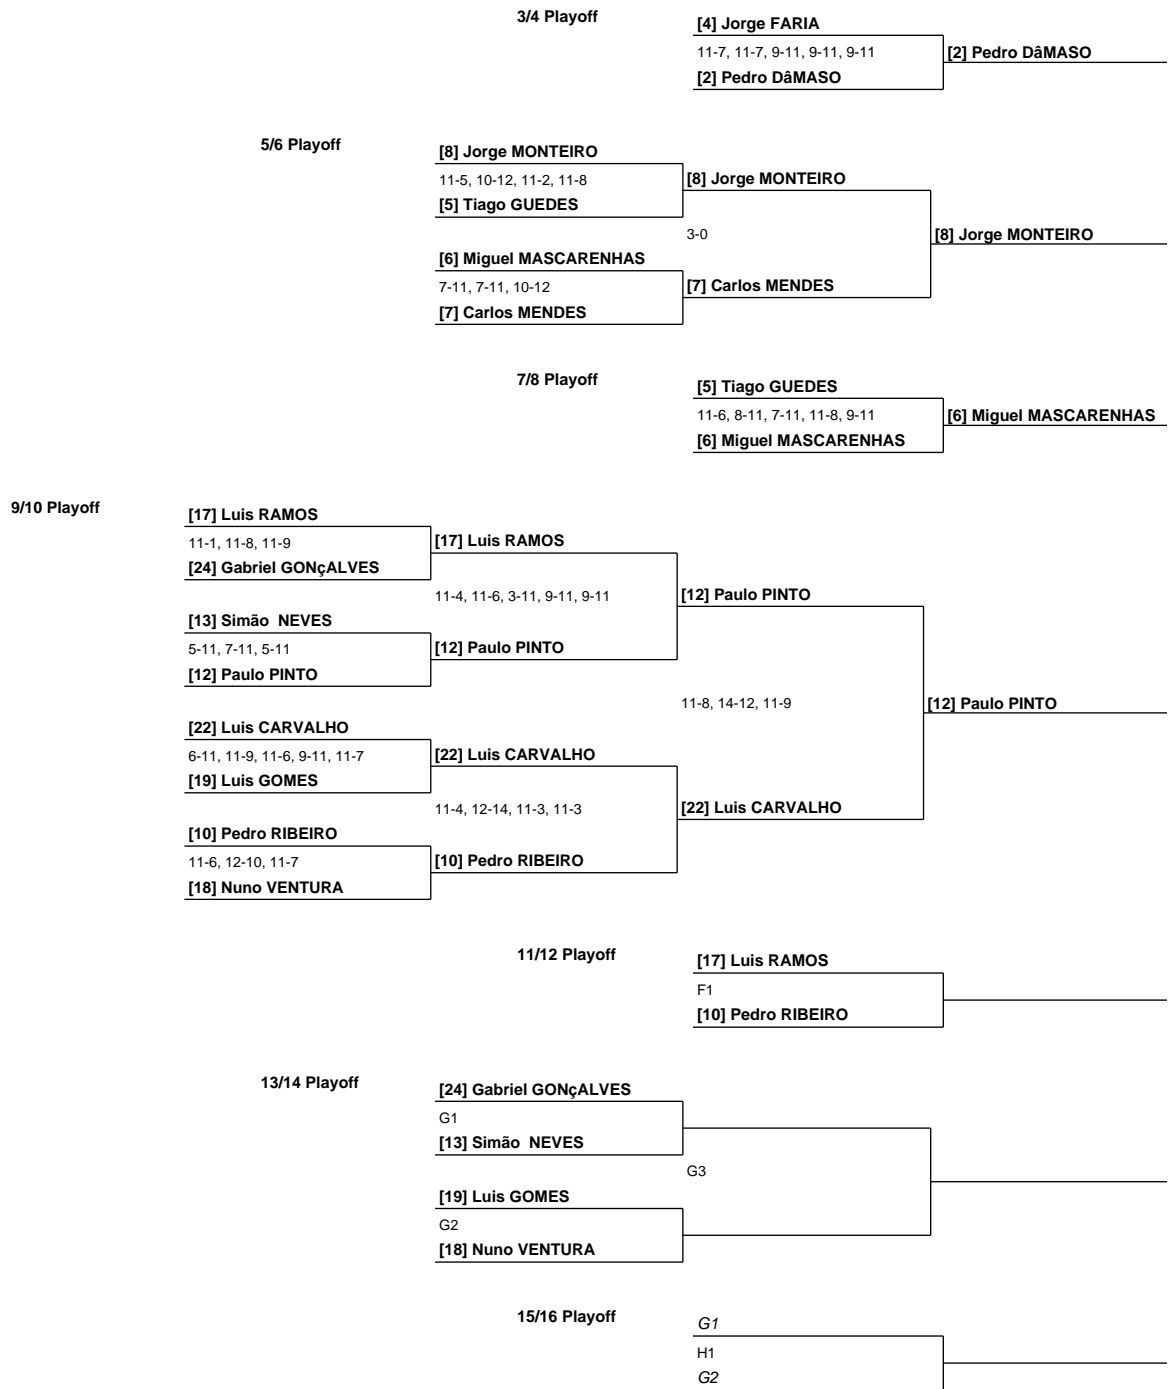 3/4 Playoff
[4] Jorge FARIA
11-7, 11-7, 9-11, 9-11, 9-11
[2] Pedro DâMASO
[2] Pedro DâMASO
5/6 Playoff
[8] Jorge MONTEIRO
11-5, 10-12, 11-2, 11-8
[8] Jorge MONTEIRO
[5] Tiago GUEDES
3-0
[8] Jorge MONTEIRO
[6] Miguel MASCARENHAS
7-11, 7-11, 10-12
[7] Carlos MENDES
[7] Carlos MENDES
7/8 Playoff
[5] Tiago GUEDES
11-6, 8-11, 7-11, 11-8, 9-11
[6] Miguel MASCARENHAS
[6] Miguel MASCARENHAS
9/10 Playoff
[17] Luis RAMOS
11-1, 11-8, 11-9
[17] Luis RAMOS
[24] Gabriel GONçALVES
11-4, 11-6, 3-11, 9-11, 9-11
[12] Paulo PINTO
[13] Simão  NEVES
5-11, 7-11, 5-11
[12] Paulo PINTO
[12] Paulo PINTO
11-8, 14-12, 11-9
[12] Paulo PINTO
[22] Luis CARVALHO
6-11, 11-9, 11-6, 9-11, 11-7
[22] Luis CARVALHO
[19] Luis GOMES
11-4, 12-14, 11-3, 11-3
[22] Luis CARVALHO
[10] Pedro RIBEIRO
11-6, 12-10, 11-7
[10] Pedro RIBEIRO
[18] Nuno VENTURA
11/12 Playoff
[17] Luis RAMOS
F1
[10] Pedro RIBEIRO
13/14 Playoff
[24] Gabriel GONçALVES
G1
[13] Simão  NEVES
G3
[19] Luis GOMES
G2
[18] Nuno VENTURA
15/16 Playoff
G1
H1
G2